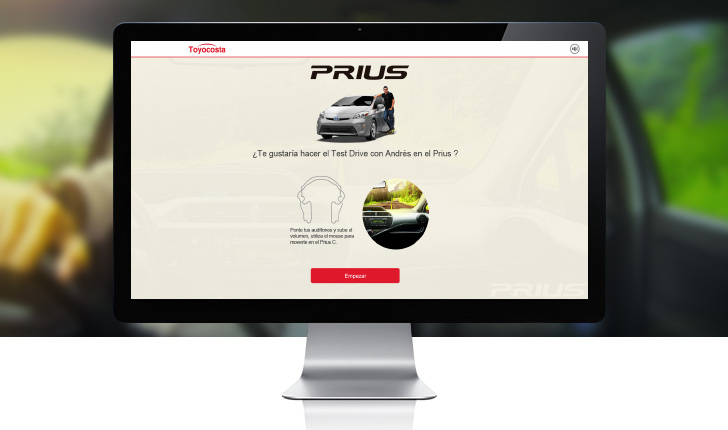 Toyocosta
PRIUS
¿Te gustaría hacer el Test Drive con Andrés en el Prius ?
Ponte tus audífonos y sube el
volumen, utiliza el mouse para
moverte en el Prius C.
Empezar
PRIUS